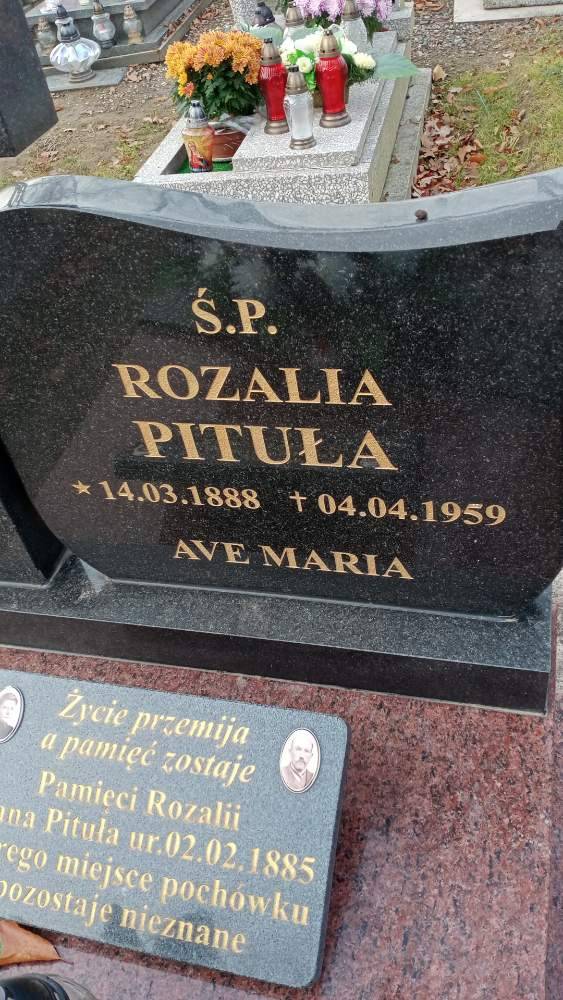 Ś.P.
ROZALIA
PITUŁA
★ 14.03.1888 † 04.04.1959
AVE MARIA
Życie przemija
a pamięć zostaje
Pamięci Rozalii
Pituła ur.02.02.1885
miejsce pochówku
pozostaje nieznane